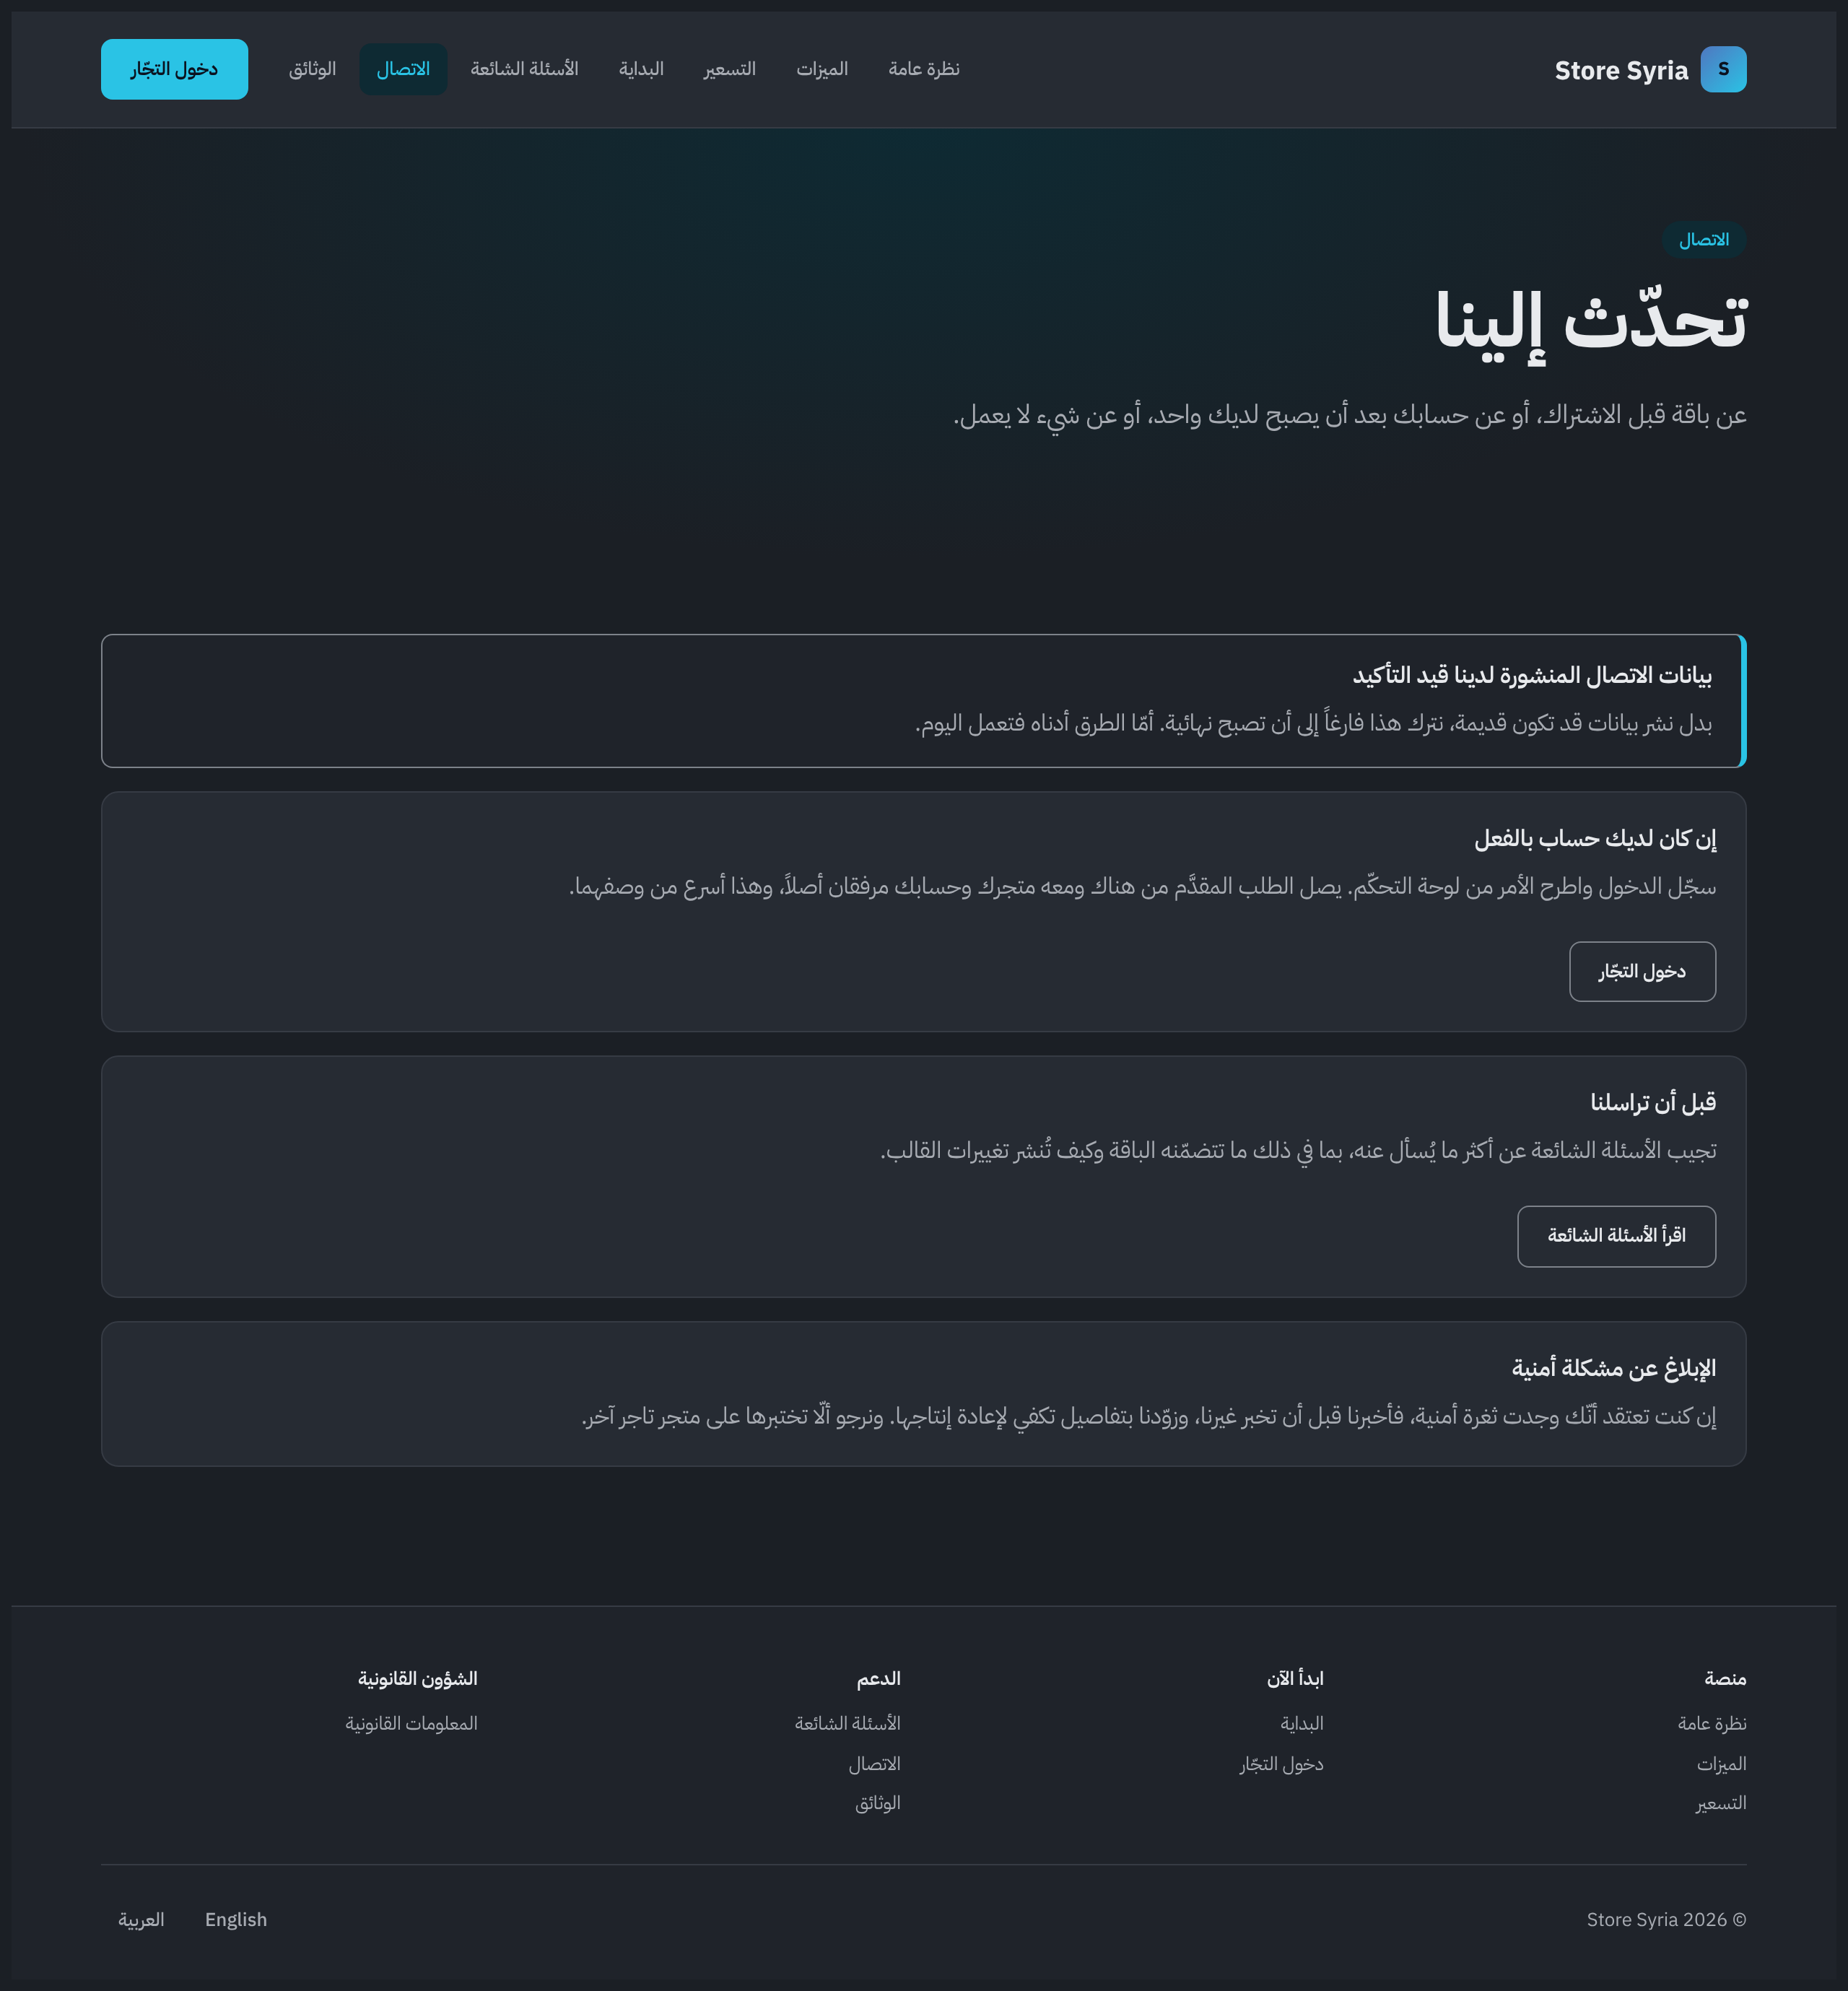 S
Store Syria
نظرة عامة
الميزات
التسعير
البداية
الأسئلة الشائعة
الاتصال
الوثائق
دخول التجّار
الاتصال
تحدّث إلينا
عن باقة قبل الاشتراك، أو عن حسابك بعد أن يصبح لديك واحد، أو عن شيء لا يعمل.
بيانات الاتصال المنشورة لدينا قيد التأكيد
بدل نشر بيانات قد تكون قديمة، نترك هذا فارغاً إلى أن تصبح نهائية. أمّا الطرق أدناه فتعمل اليوم.
إن كان لديك حساب بالفعل
سجّل الدخول واطرح الأمر من لوحة التحكّم. يصل الطلب المقدَّم من هناك ومعه متجرك وحسابك مرفقان أصلاً، وهذا أسرع من وصفهما.
دخول التجّار
قبل أن تراسلنا
تجيب الأسئلة الشائعة عن أكثر ما يُسأل عنه، بما في ذلك ما تتضمّنه الباقة وكيف تُنشر تغييرات القالب.
اقرأ الأسئلة الشائعة
الإبلاغ عن مشكلة أمنية
إن كنت تعتقد أنّك وجدت ثغرة أمنية، فأخبرنا قبل أن تخبر غيرنا، وزوّدنا بتفاصيل تكفي لإعادة إنتاجها. ونرجو ألّا تختبرها على متجر تاجر آخر.
منصة
نظرة عامة
الميزات
التسعير
ابدأ الآن
البداية
دخول التجّار
الدعم
الأسئلة الشائعة
الاتصال
الوثائق
الشؤون القانونية
المعلومات القانونية
© 2026 Store Syria
English
العربية